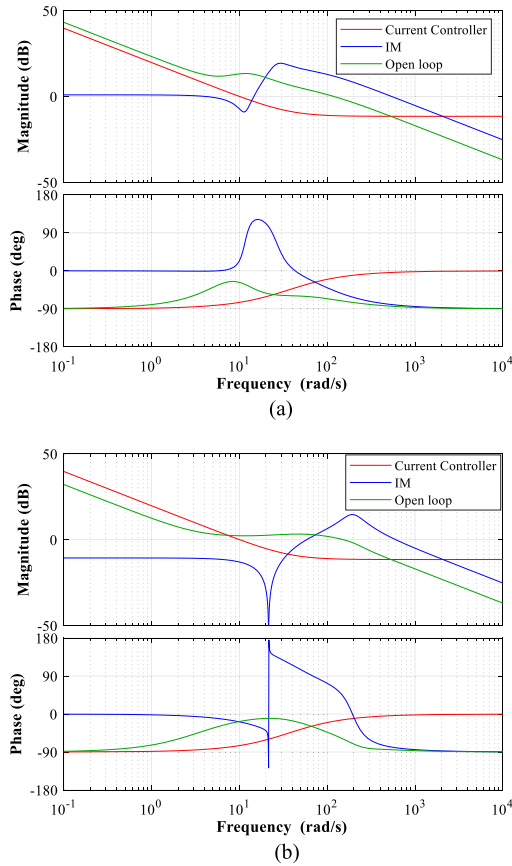 50
Current Controller
IM
Open loop
Magnitude (dB)
0
-50
180
90
Phase (deg)
0
-90
-180
10^-1 10^0 10^1 10^2 10^3 10^4
Frequency (rad/s)
(a)
50
Current Controller
IM
Open loop
Magnitude (dB)
0
-50
180
90
Phase (deg)
0
-90
-180
10^-1 10^0 10^1 10^2 10^3 10^4
Frequency (rad/s)
(b)